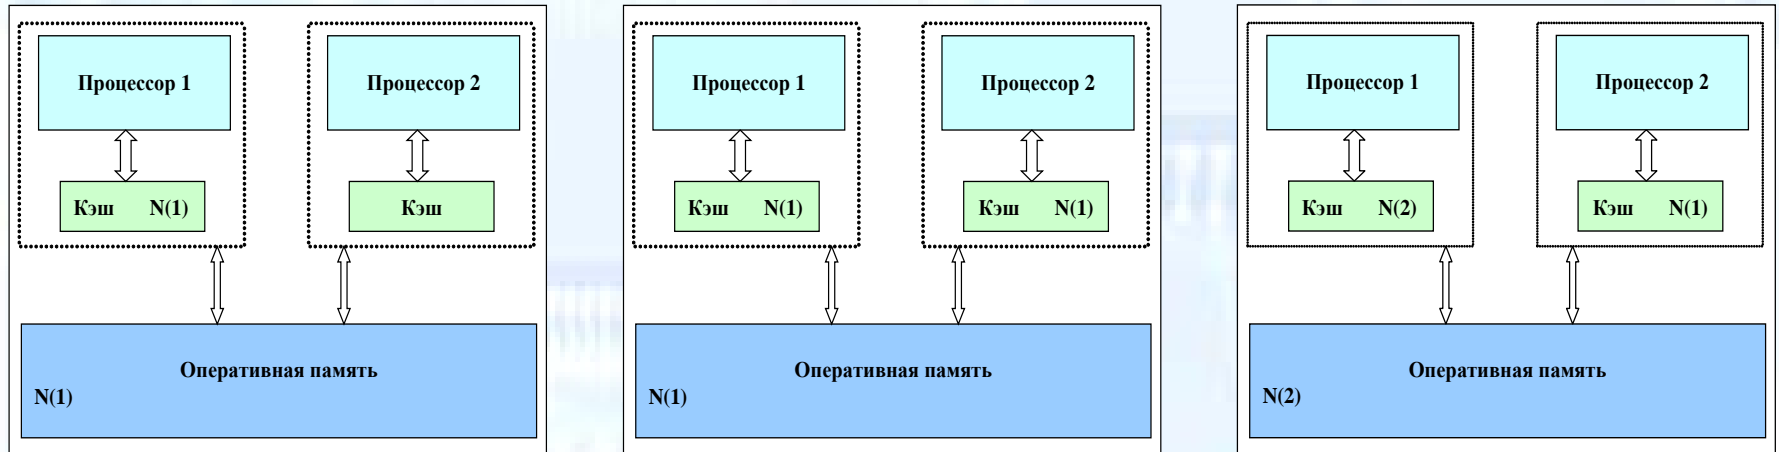 Процессор 1
Процессор 2
Кэш N(1)
Кэш
Оперативная память
N(1)
Процессор 1
Процессор 2
Кэш N(1)
Кэш N(1)
Оперативная память
N(1)
Процессор 1
Процессор 2
Кэш N(2)
Кэш N(1)
Оперативная память
N(2)